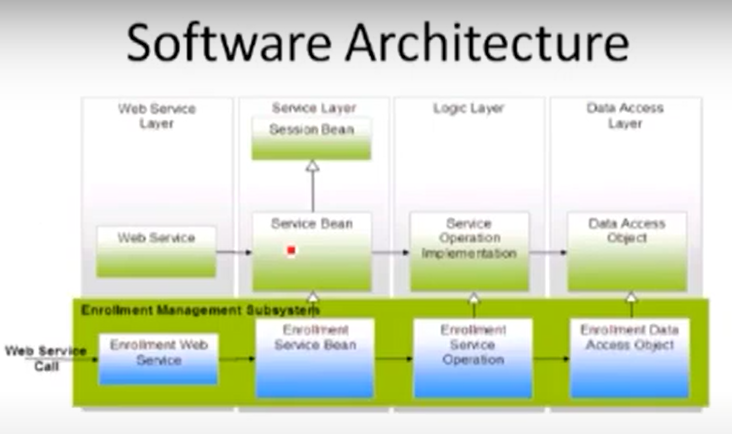 Software Architecture
Web Service
Layer
Service Layer
Logic Layer
Data Access
Layer
Session Bean
Web Service
Service Bean
Service
Operation
Implementation
Data Access
Object
Enrollment Management Subsystem
Web Service
Call
Enrollment Web
Service
Enrollment
Service Bean
Enrollment
Service
Operation
Enrollment Data
Access Object